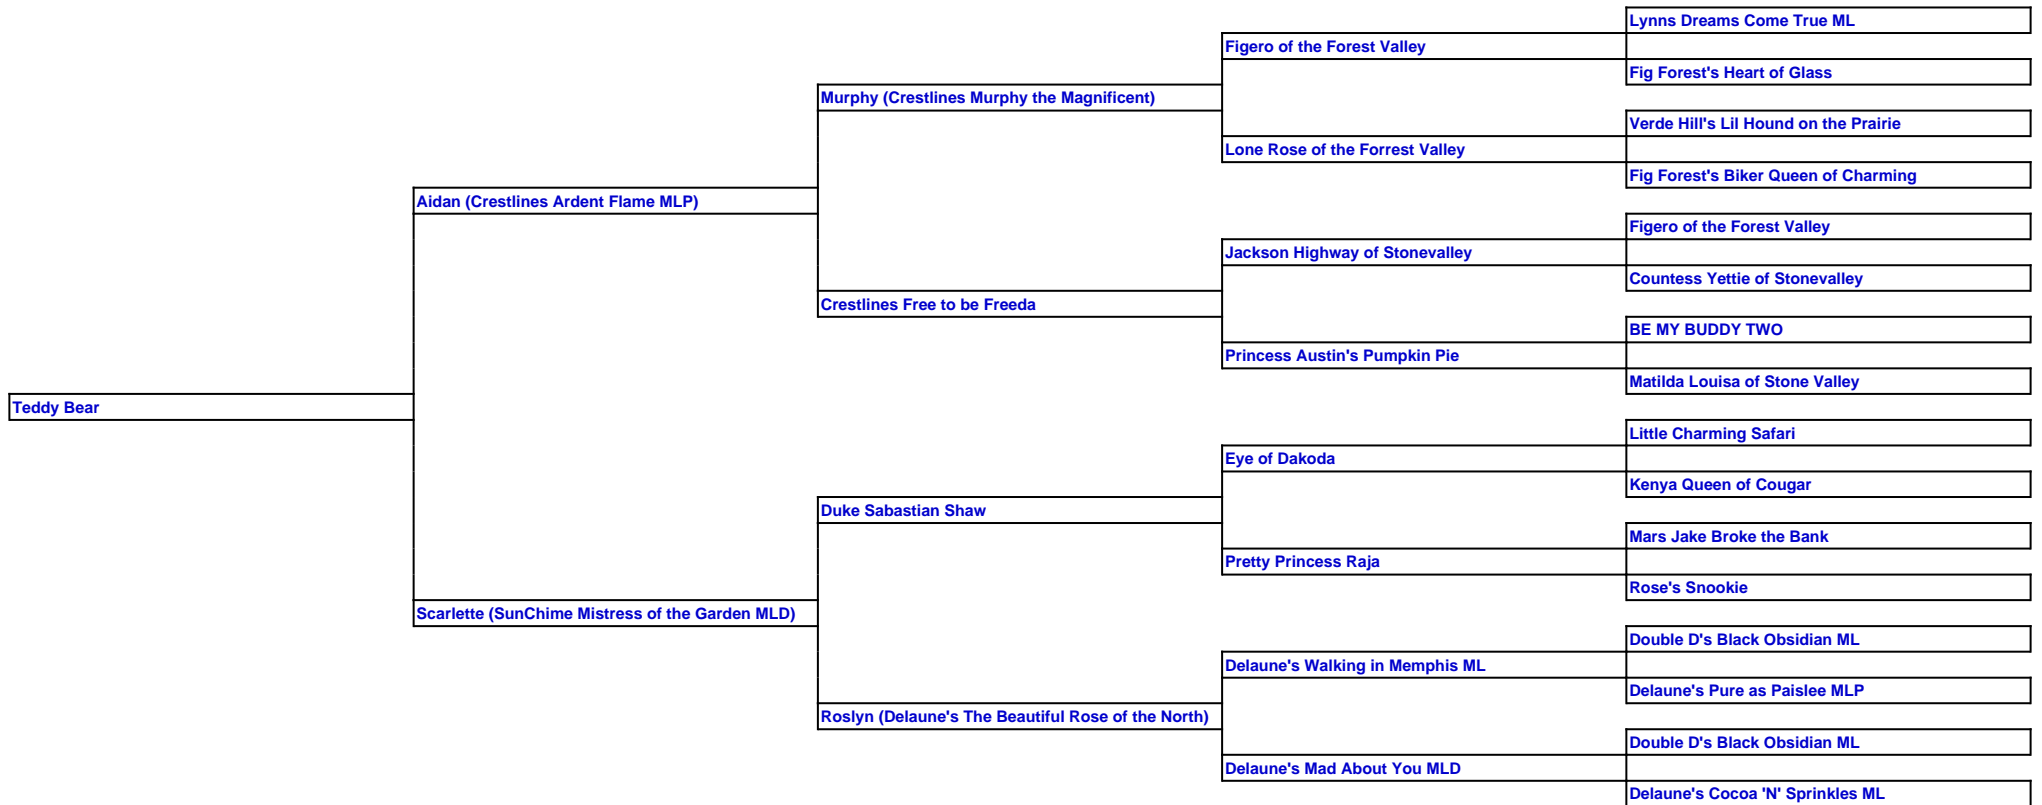 Lynns Dreams Come True ML
Figero of the Forest Valley
Fig Forest's Heart of Glass
Murphy (Crestlines Murphy the Magnificent)
Verde Hill's Lil Hound on the Prairie
Lone Rose of the Forrest Valley
Fig Forest's Biker Queen of Charming
Aidan (Crestlines Ardent Flame MLP)
Figero of the Forest Valley
Jackson Highway of Stonevalley
Countess Yettie of Stonevalley
Crestlines Free to be Freeda
BE MY BUDDY TWO
Princess Austin's Pumpkin Pie
Matilda Louisa of Stone Valley
Teddy Bear
Little Charming Safari
Eye of Dakoda
Kenya Queen of Cougar
Duke Sabastian Shaw
Mars Jake Broke the Bank
Pretty Princess Raja
Rose's Snookie
Scarlette (SunChime Mistress of the Garden MLD)
Double D's Black Obsidian ML
Delaune's Walking in Memphis ML
Delaune's Pure as Paislee MLP
Roslyn (Delaune's The Beautiful Rose of the North)
Double D's Black Obsidian ML
Delaune's Mad About You MLD
Delaune's Cocoa 'N' Sprinkles ML